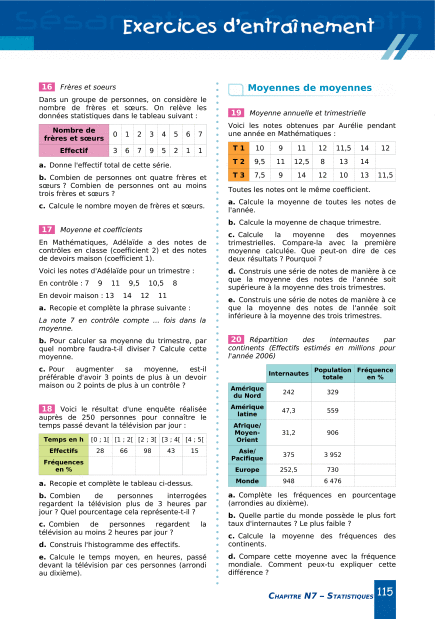 Exercices d'entraînement
16 Frères et soeurs
Dans un groupe de personnes, on considère le
nombre de frères et sœurs. On relève les
données statistiques dans le tableau suivant :
Nombre de
frères et sœurs 0 1 2 3 4 5 6 7
Effectif 3 6 7 9 5 2 1 1
a. Donne l'effectif total de cette série.
b. Combien de personnes ont quatre frères et
sœurs ? Combien de personnes ont au moins
trois frères et sœurs ?
c. Calcule le nombre moyen de frères et sœurs.
17 Moyenne et coefficients
En Mathématiques, Adélaïde a des notes de
contrôles en classe (coefficient 2) et des notes
de devoirs maison (coefficient 1).
Voici les notes d'Adélaïde pour un trimestre :
En contrôle : 7 9 11 9,5 10,5 8
En devoir maison : 13 14 12 11
a. Recopie et complète la phrase suivante :
La note 7 en contrôle compte ... fois dans la
moyenne.
b. Pour calculer sa moyenne du trimestre, par
quel nombre faudra-t-il diviser ? Calcule cette
moyenne.
c. Pour augmenter sa moyenne, est-il
préférable d'avoir 3 points de plus à un devoir
maison ou 2 points de plus à un contrôle ?
18 Voici le résultat d'une enquête réalisée
auprès de 250 personnes pour connaître le
temps passé devant la télévision par jour :
Temps en h [0 ; 1[ [1 ; 2[ [2 ; 3[ [3 ; 4[ [4 ; 5[
Effectifs 28 66 98 43 15
Fréquences
en %
a. Recopie et complète le tableau ci-dessus.
b. Combien de personnes interrogées
regardent la télévision plus de 3 heures par
jour ? Quel pourcentage cela représente-t-il ?
c. Combien de personnes regardent la
télévision au moins 2 heures par jour ?
d. Construis l'histogramme des effectifs.
e. Calcule le temps moyen, en heures, passé
devant la télévision par ces personnes (arrondi
au dixième).
Moyennes de moyennes
19 Moyenne annuelle et trimestrielle
Voici les notes obtenues par Aurélie pendant
une année en Mathématiques :
T 1 10 9 11 12 11,5 14 12
T 2 9,5 11 12,5 8 13 14
T 3 7,5 9 14 12 10 13 11,5
Toutes les notes ont le même coefficient.
a. Calcule la moyenne de toutes les notes de
l'année.
b. Calcule la moyenne de chaque trimestre.
c. Calcule la moyenne des moyennes
trimestrielles. Compare-la avec la première
moyenne calculée. Que peut-on dire de ces
deux résultats ? Pourquoi ?
d. Construis une série de notes de manière à ce
que la moyenne des notes de l'année soit
supérieure à la moyenne des trois trimestres.
e. Construis une série de notes de manière à ce
que la moyenne des notes de l'année soit
inférieure à la moyenne des trois trimestres.
20 Répartition des internautes par
continents (Effectifs estimés en millions pour
l'année 2006)
Internautes Population totale Fréquence en %
Amérique
du Nord 242 329
Amérique
latine 47,3 559
Afrique/
Moyen-
Orient 31,2 906
Asie/
Pacifique 375 3 952
Europe 252,5 730
Monde 948 6 476
a. Complète les fréquences en pourcentage
(arrondies au dixième).
b. Quelle partie du monde possède le plus fort
taux d'internautes ? Le plus faible ?
c. Calcule la moyenne des fréquences des
continents.
d. Compare cette moyenne avec la fréquence
mondiale. Comment peux-tu expliquer cette
différence ?
Chapitre N7 – Statistiques 115